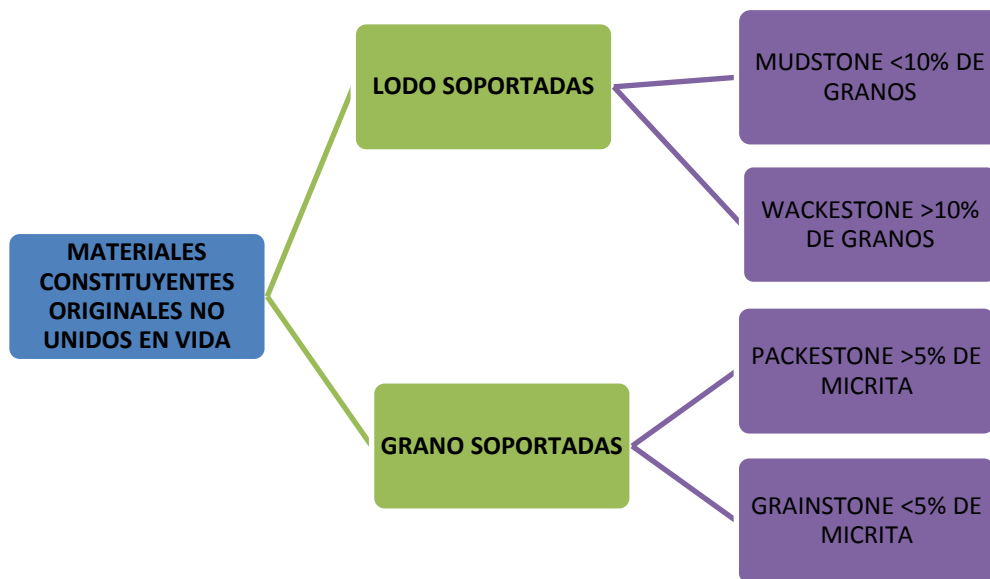 MATERIALES
CONSTITUYENTES
ORIGINALES NO
UNIDOS EN VIDA
LODO SOPORTADAS
MUDSTONE <10% DE
GRANOS
WACKESTONE >10%
DE GRANOS
GRANO SOPORTADAS
PACKESTONE >5% DE
MICRITA
GRAINSTONE <5% DE
MICRITA